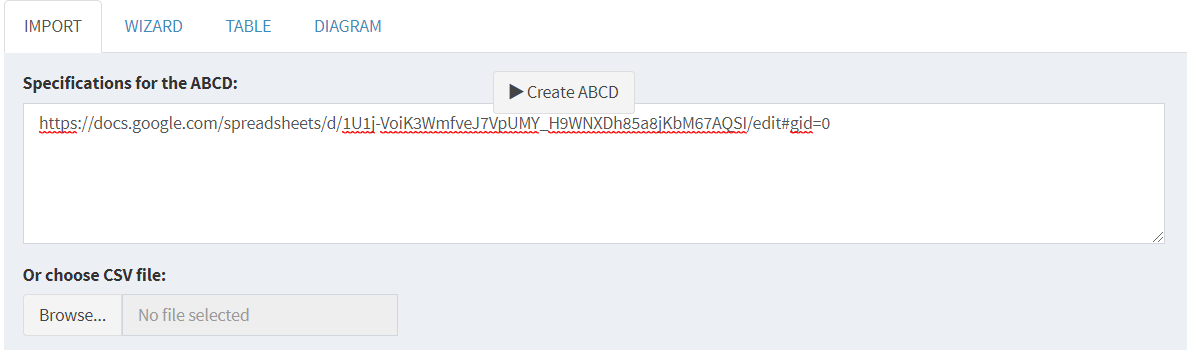 IMPORT WIZARD TABLE DIAGRAM
Specifications for the ABCD:
Create ABCD
https://docs.google.com/spreadsheets/d/1U1j-VoiK3WmfveJ7VpUMY_H9WNXDh85a8jKbM67AQSI/edit#gid=0
Or choose CSV file:
Browse... No file selected